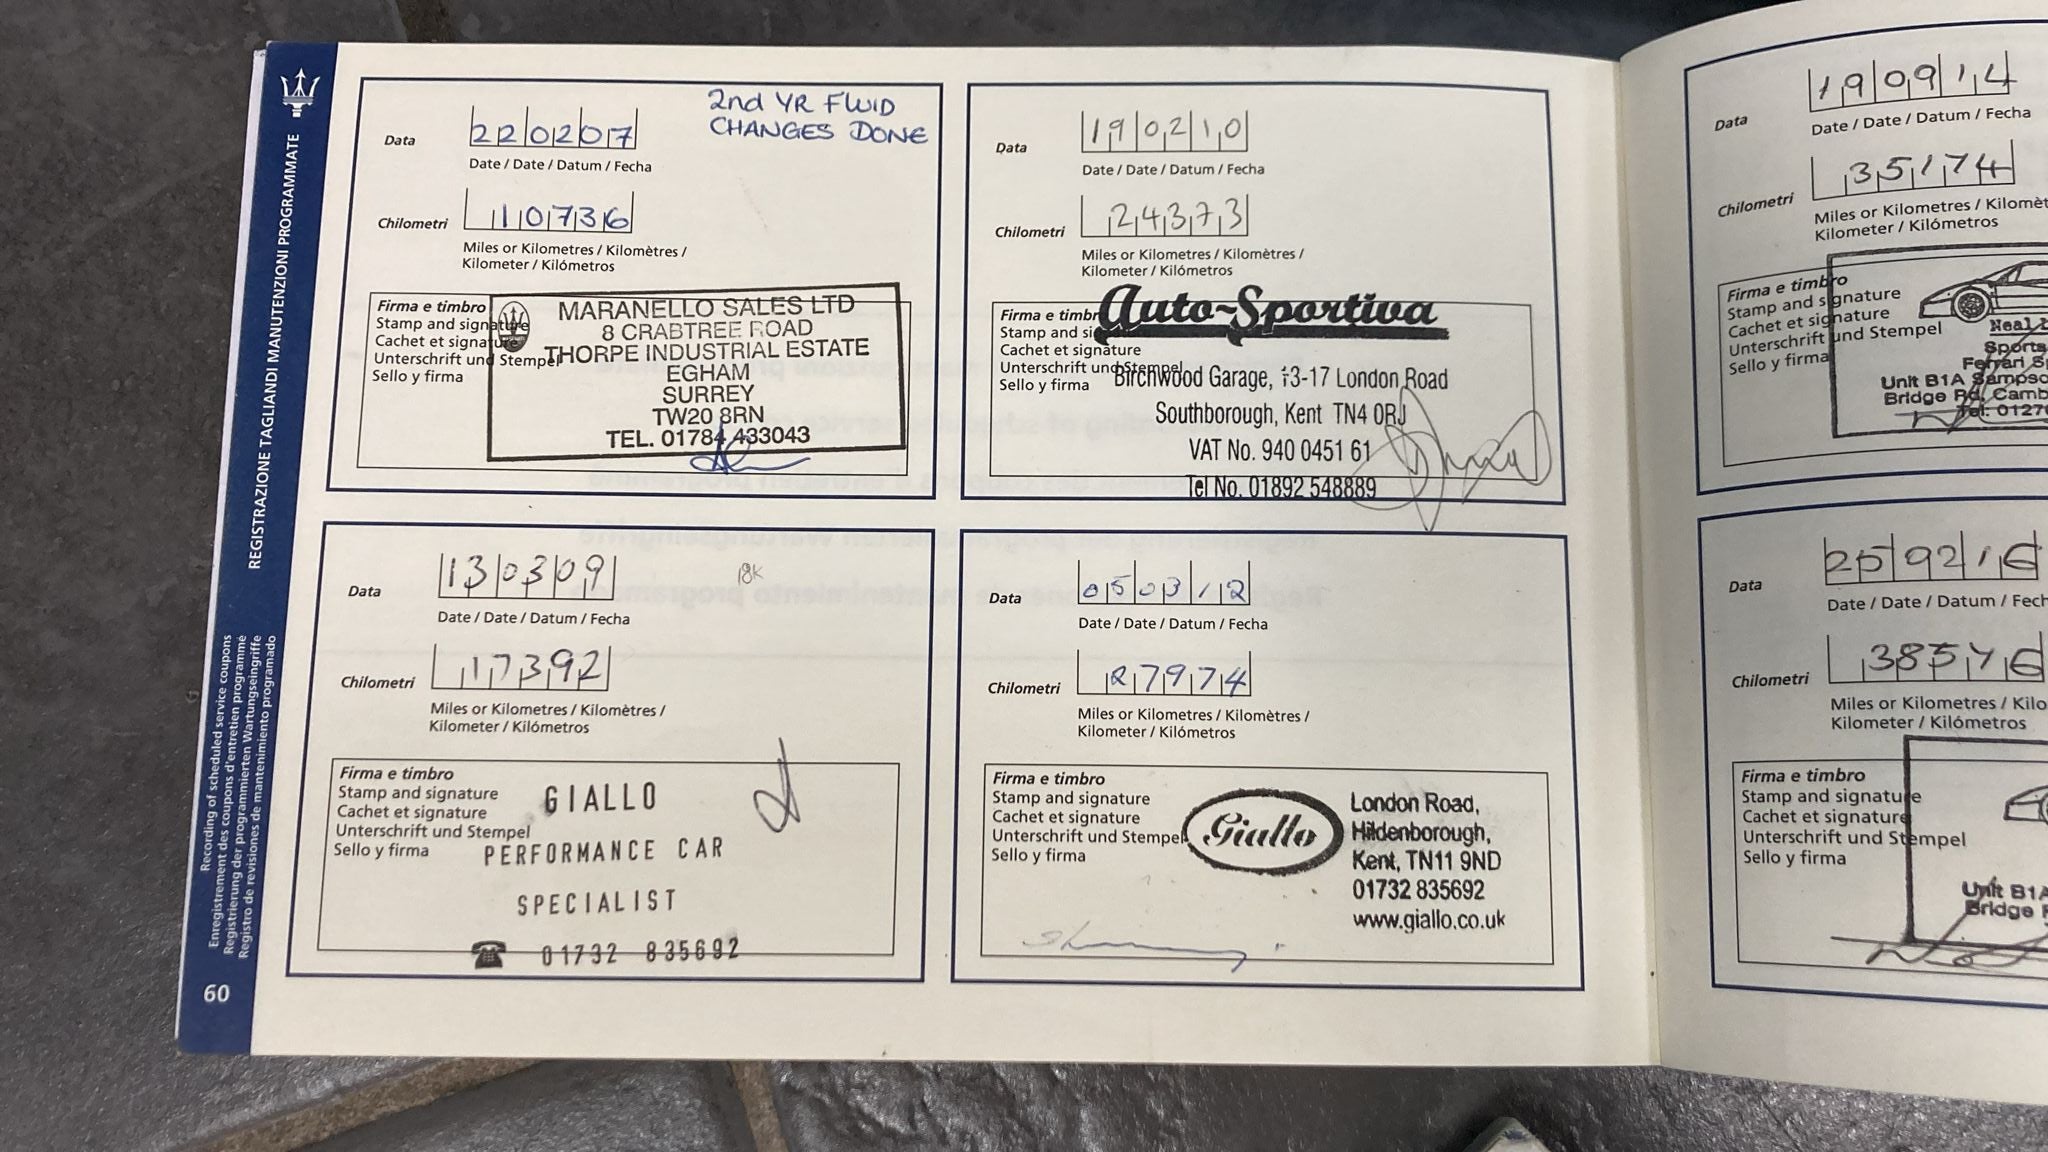 REGISTRAZIONE TAGLIANDI MANUTENZIONI PROGRAMMATE
Recording of scheduled service coupons
Enregistrement des coupons d'entretien programmé
Registrierung der programmierten Wartungseingriffe
Registro de revisiones de mantenimiento programado
60
2nd YR FLUID
CHANGES DONE
Data 220207
Date / Date / Datum / Fecha
Chilometri 10736
Miles or Kilometres / Kilomètres /
Kilometer / Kilómetros
Firma e timbro
Stamp and signature
Cachet et signature
Unterschrift und Stempel
Sello y firma
MARANELLO SALES LTD
8 CRABTREE ROAD
THORPE INDUSTRIAL ESTATE
EGHAM
SURREY
TW20 8RN
TEL. 01784 433043
Data 190210
Date / Date / Datum / Fecha
Chilometri 24373
Miles or Kilometres / Kilomètres /
Kilometer / Kilómetros
Firma e timbro
Stamp and signature
Cachet et signature
Unterschrift und Stempel
Sello y firma
Auto-Sportiva
Birchwood Garage, 13-17 London Road
Southborough, Kent TN4 0RJ
VAT No. 940 0451 61
Tel No. 01892 548889
Data 130309
18K
Date / Date / Datum / Fecha
Chilometri 17392
Miles or Kilometres / Kilomètres /
Kilometer / Kilómetros
Firma e timbro
Stamp and signature
Cachet et signature
Unterschrift und Stempel
Sello y firma
GIALLO
PERFORMANCE CAR
SPECIALIST
01732 835692
Data 050312
Date / Date / Datum / Fecha
Chilometri 27974
Miles or Kilometres / Kilomètres /
Kilometer / Kilómetros
Firma e timbro
Stamp and signature
Cachet et signature
Unterschrift und Stempel
Sello y firma
Giallo
London Road,
Hildenborough,
Kent, TN11 9ND
01732 835692
www.giallo.co.uk
Data 190914
Date / Date / Datum / Fecha
Chilometri 35174
Miles or Kilometres / Kilomèt
Kilometer / Kilómetros
Firma e timbro
Stamp and signature
Cachet et signature
Unterschrift und Stempel
Sello y firma
Neal
Sports
Ferrari Sp
Unit B1A Sampso
Bridge Rd, Camb
Tel: 01276
Data
Date / Date / Datum / Fech
Chilometri
Miles or Kilometres / Kilo
Kilometer / Kilómetros
Firma e timbro
Stamp and signature
Cachet et signature
Unterschrift und Stempel
Sello y firma
Unit B1A
Bridge